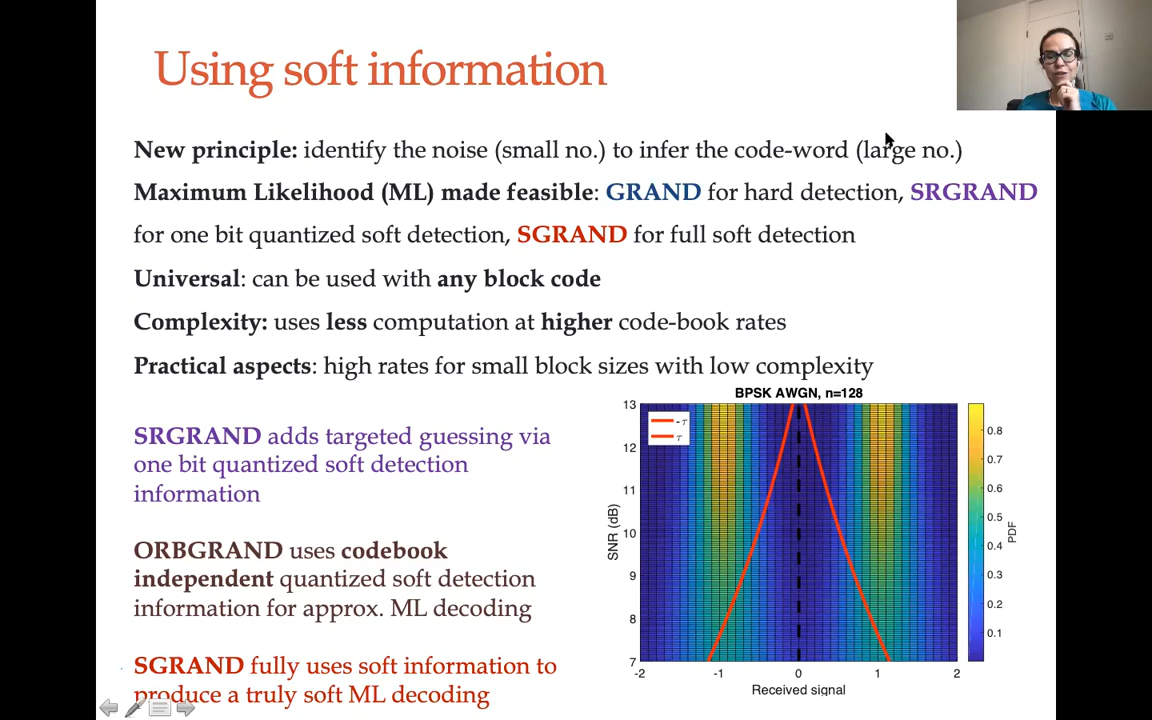 Using soft information
New principle: identify the noise (small no.) to infer the code-word (large no.)
Maximum Likelihood (ML) made feasible: GRAND for hard detection, SRGRAND
for one bit quantized soft detection, SGRAND for full soft detection
Universal: can be used with any block code
Complexity: uses less computation at higher code-book rates
Practical aspects: high rates for small block sizes with low complexity
SRGRAND adds targeted guessing via
one bit quantized soft detection
information
ORBGRAND uses codebook
independent quantized soft detection
information for approx. ML decoding
SGRAND fully uses soft information to
produce a truly soft ML decoding
BPSK AWGN, n=128
-τ
τ
SNR (dB)
13
12
11
10
9
8
7
-2
-1
0
1
2
Received signal
0.8
0.7
0.6
0.5
0.4
0.3
0.2
0.1
PDF